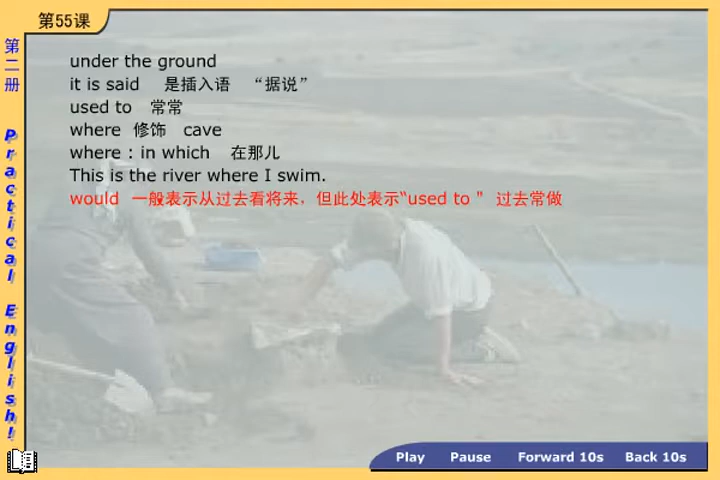 第55课
第二册
Practical English!
under the ground
it is said 是插入语 “据说”
used to 常常
where 修饰 cave
where : in which 在那儿
This is the river where I swim.
would 一般表示从过去看将来，但此处表示“used to " 过去常做
Play Pause Forward 10s Back 10s